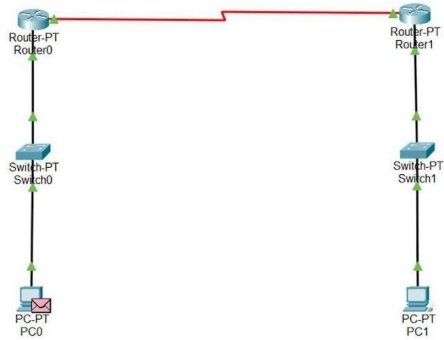 Router-PT
Router0
Router-PT
Router1
Switch-PT
Switch0
Switch-PT
Switch1
PC-PT
PC0
PC-PT
PC1